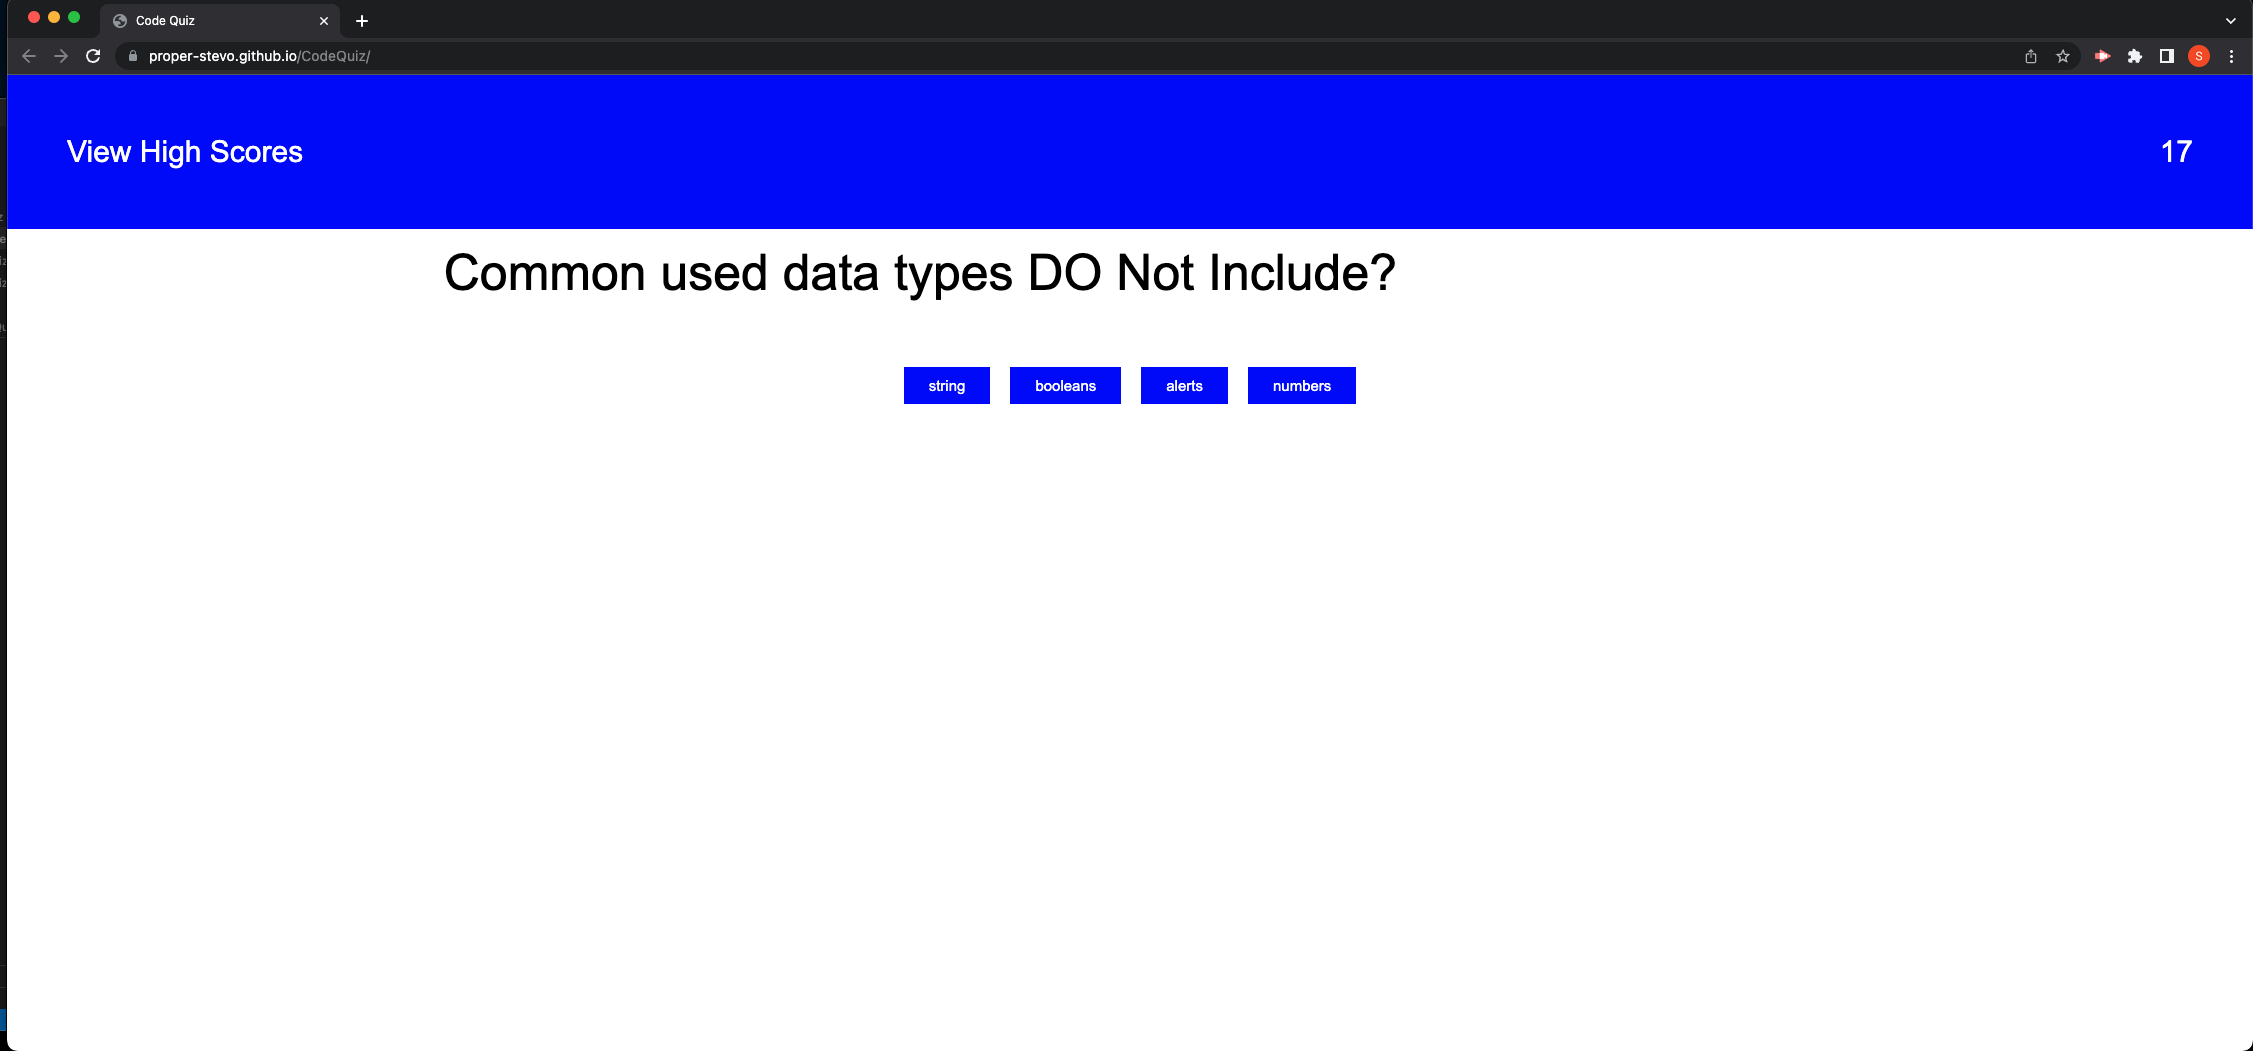 Code Quiz
proper-stevo.github.io/CodeQuiz/
S
View High Scores
17
Common used data types DO Not Include?
string booleans alerts numbers